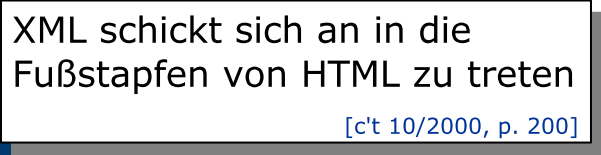 XML schickt sich an in die
Fußstapfen von HTML zu treten
[c't 10/2000, p. 200]